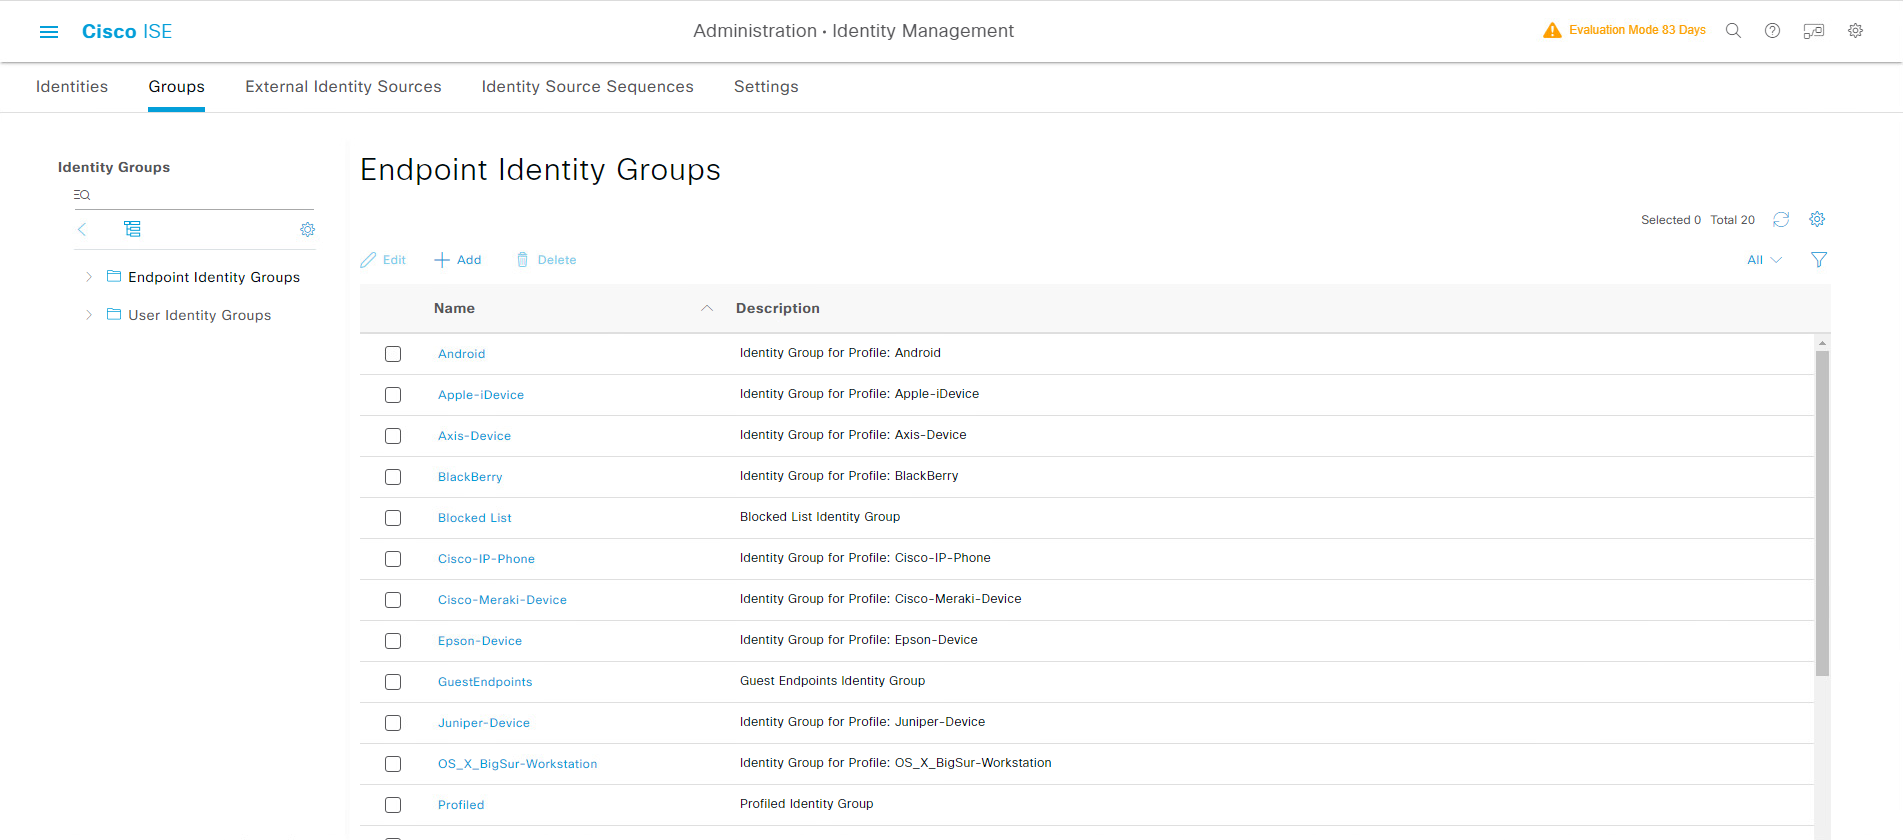 Cisco ISE
Administration · Identity Management
Evaluation Mode 83 Days
Identities Groups External Identity Sources Identity Source Sequences Settings
Identity Groups
Endpoint Identity Groups
User Identity Groups
Endpoint Identity Groups
Selected 0 Total 20
Edit Add Delete
All
Name Description
Android Identity Group for Profile: Android
Apple-iDevice Identity Group for Profile: Apple-iDevice
Axis-Device Identity Group for Profile: Axis-Device
BlackBerry Identity Group for Profile: BlackBerry
Blocked List Blocked List Identity Group
Cisco-IP-Phone Identity Group for Profile: Cisco-IP-Phone
Cisco-Meraki-Device Identity Group for Profile: Cisco-Meraki-Device
Epson-Device Identity Group for Profile: Epson-Device
GuestEndpoints Guest Endpoints Identity Group
Juniper-Device Identity Group for Profile: Juniper-Device
OS_X_BigSur-Workstation Identity Group for Profile: OS_X_BigSur-Workstation
Profiled Profiled Identity Group